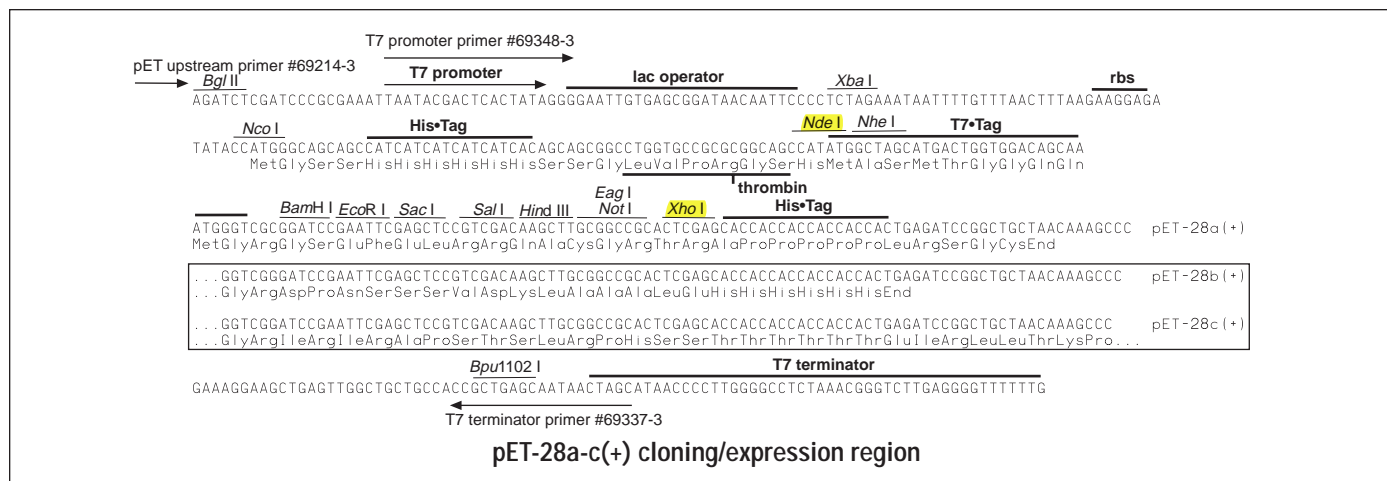 T7 promoter primer #69348-3
pET upstream primer #69214-3
Bgl II T7 promoter lac operator Xba I rbs
AGATCTCGATCCCGCGAAATTAATACGACTCACTATAGGGGAATTGTGAGCGGATAACAATTCCCCTCTAGAAATAATTTTGTTTAACTTTAAGAAGGAGA
Nco I His•Tag Nde I Nhe I T7•Tag
TATACCATGGGCAGCAGCCATCATCATCATCATCACAGCAGCGGCCTGGTGCCGCGCGGCAGCCATATGGCTAGCATGACTGGTGGACAGCAA
MetGlySerSerHisHisHisHisHisHisSerSerGlyLeuValProArgGlySerHisMetAlaSerMetThrGlyGlyGlnGln
thrombin
BamH I EcoR I Sac I Sal I Hind III Eag I Not I Xho I His•Tag
ATGGGTCGCGGATCCGAATTCGAGCTCCGTCGACAAGCTTGCGGCCGCACTCGAGCACCACCACCACCACCACTGAGATCCGGCTGCTAACAAAGCCC pET-28a(+)
MetGlyArgGlySerGluPheGluLeuArgArgGlnAlaCysGlyArgThrArgAlaProProProProProLeuArgSerGlyCysEnd
...GGTCGGGATCCGAATTCGAGCTCCGTCGACAAGCTTGCGGCCGCACTCGAGCACCACCACCACCACCACTGAGATCCGGCTGCTAACAAAGCCC pET-28b(+)
...GlyArgAspProAsnSerSerSerValAspLysLeuAlaAlaAlaLeuGluHisHisHisHisHisHisEnd
...GGTCGGATCCGAATTCGAGCTCCGTCGACAAGCTTGCGGCCGCACTCGAGCACCACCACCACCACCACTGAGATCCGGCTGCTAACAAAGCCC pET-28c(+)
...GlyArgIleArgIleArgAlaProSerThrSerLeuArgProHisSerSerThrThrThrThrThrThrGluIleArgLeuLeuThrLysPro...
Bpu1102 I T7 terminator
GAAAGGAAGCTGAGTTGGCTGCTGCCACCGCTGAGCAATAACTAGCATAACCCCTTGGGGCCTCTAAACGGGTCTTGAGGGGTTTTTTG
T7 terminator primer #69337-3
pET-28a-c(+) cloning/expression region